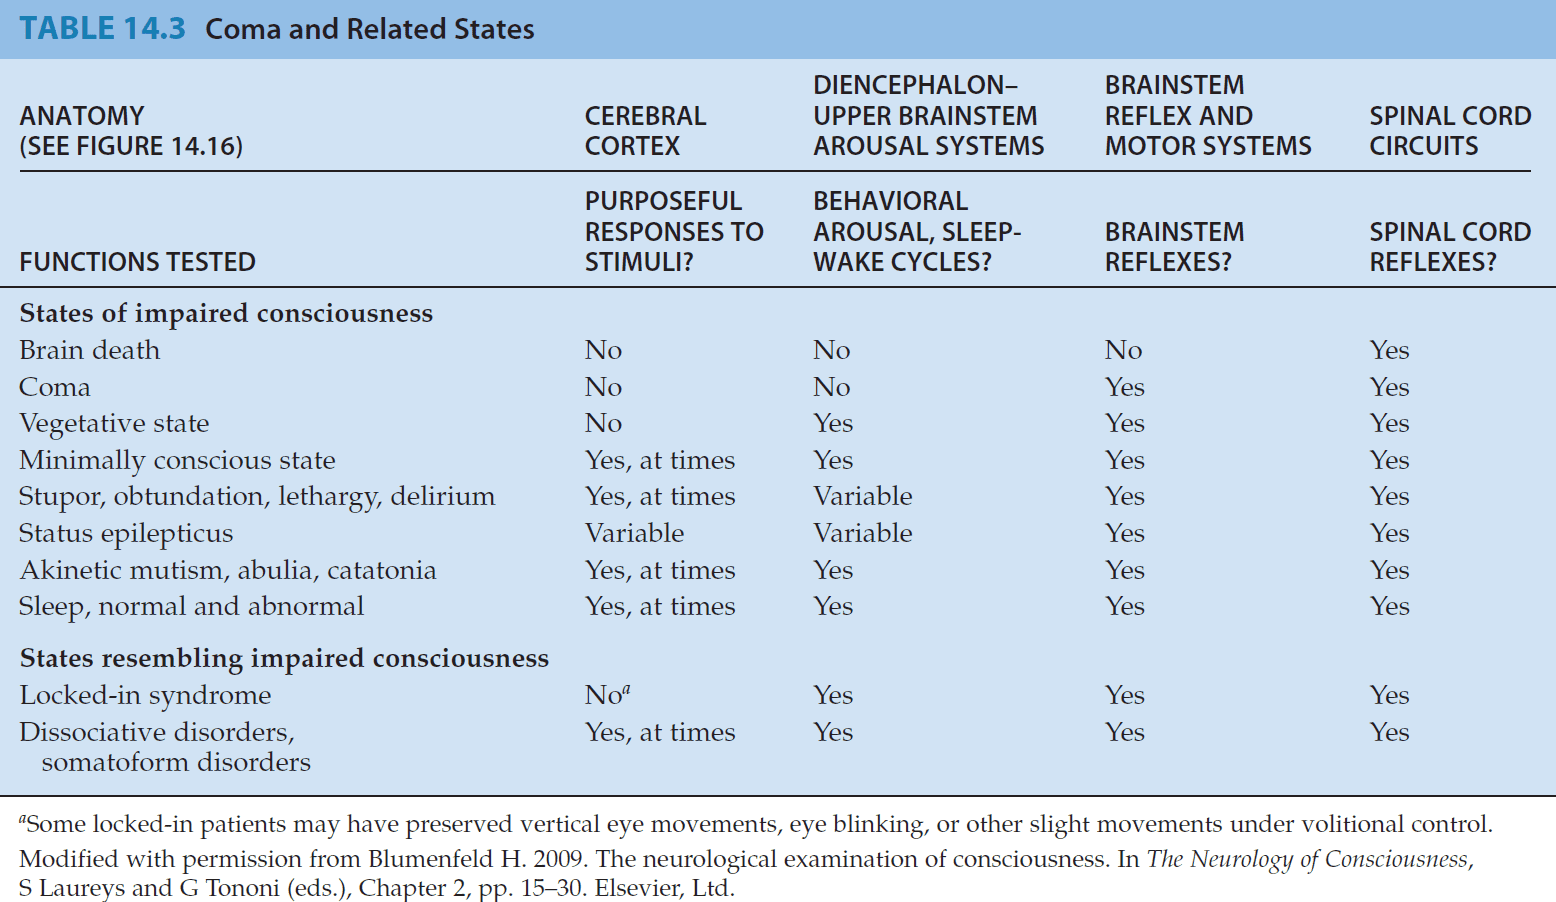 TABLE 14.3 Coma and Related States
ANATOMY (SEE FIGURE 14.16) CEREBRAL CORTEX DIENCEPHALON–UPPER BRAINSTEM AROUSAL SYSTEMS BRAINSTEM REFLEX AND MOTOR SYSTEMS SPINAL CORD CIRCUITS
FUNCTIONS TESTED PURPOSEFUL RESPONSES TO STIMULI? BEHAVIORAL AROUSAL, SLEEP-WAKE CYCLES? BRAINSTEM REFLEXES? SPINAL CORD REFLEXES?
States of impaired consciousness
Brain death No No No Yes
Coma No No Yes Yes
Vegetative state No Yes Yes Yes
Minimally conscious state Yes, at times Yes Yes Yes
Stupor, obtundation, lethargy, delirium Yes, at times Variable Yes Yes
Status epilepticus Variable Variable Yes Yes
Akinetic mutism, abulia, catatonia Yes, at times Yes Yes Yes
Sleep, normal and abnormal Yes, at times Yes Yes Yes
States resembling impaired consciousness
Locked-in syndrome Noᵃ Yes Yes Yes
Dissociative disorders, Yes, at times Yes Yes Yes
somatoform disorders
ᵃSome locked-in patients may have preserved vertical eye movements, eye blinking, or other slight movements under volitional control.
Modified with permission from Blumenfeld H. 2009. The neurological examination of consciousness. In The Neurology of Consciousness,
S Laureys and G Tononi (eds.), Chapter 2, pp. 15–30. Elsevier, Ltd.